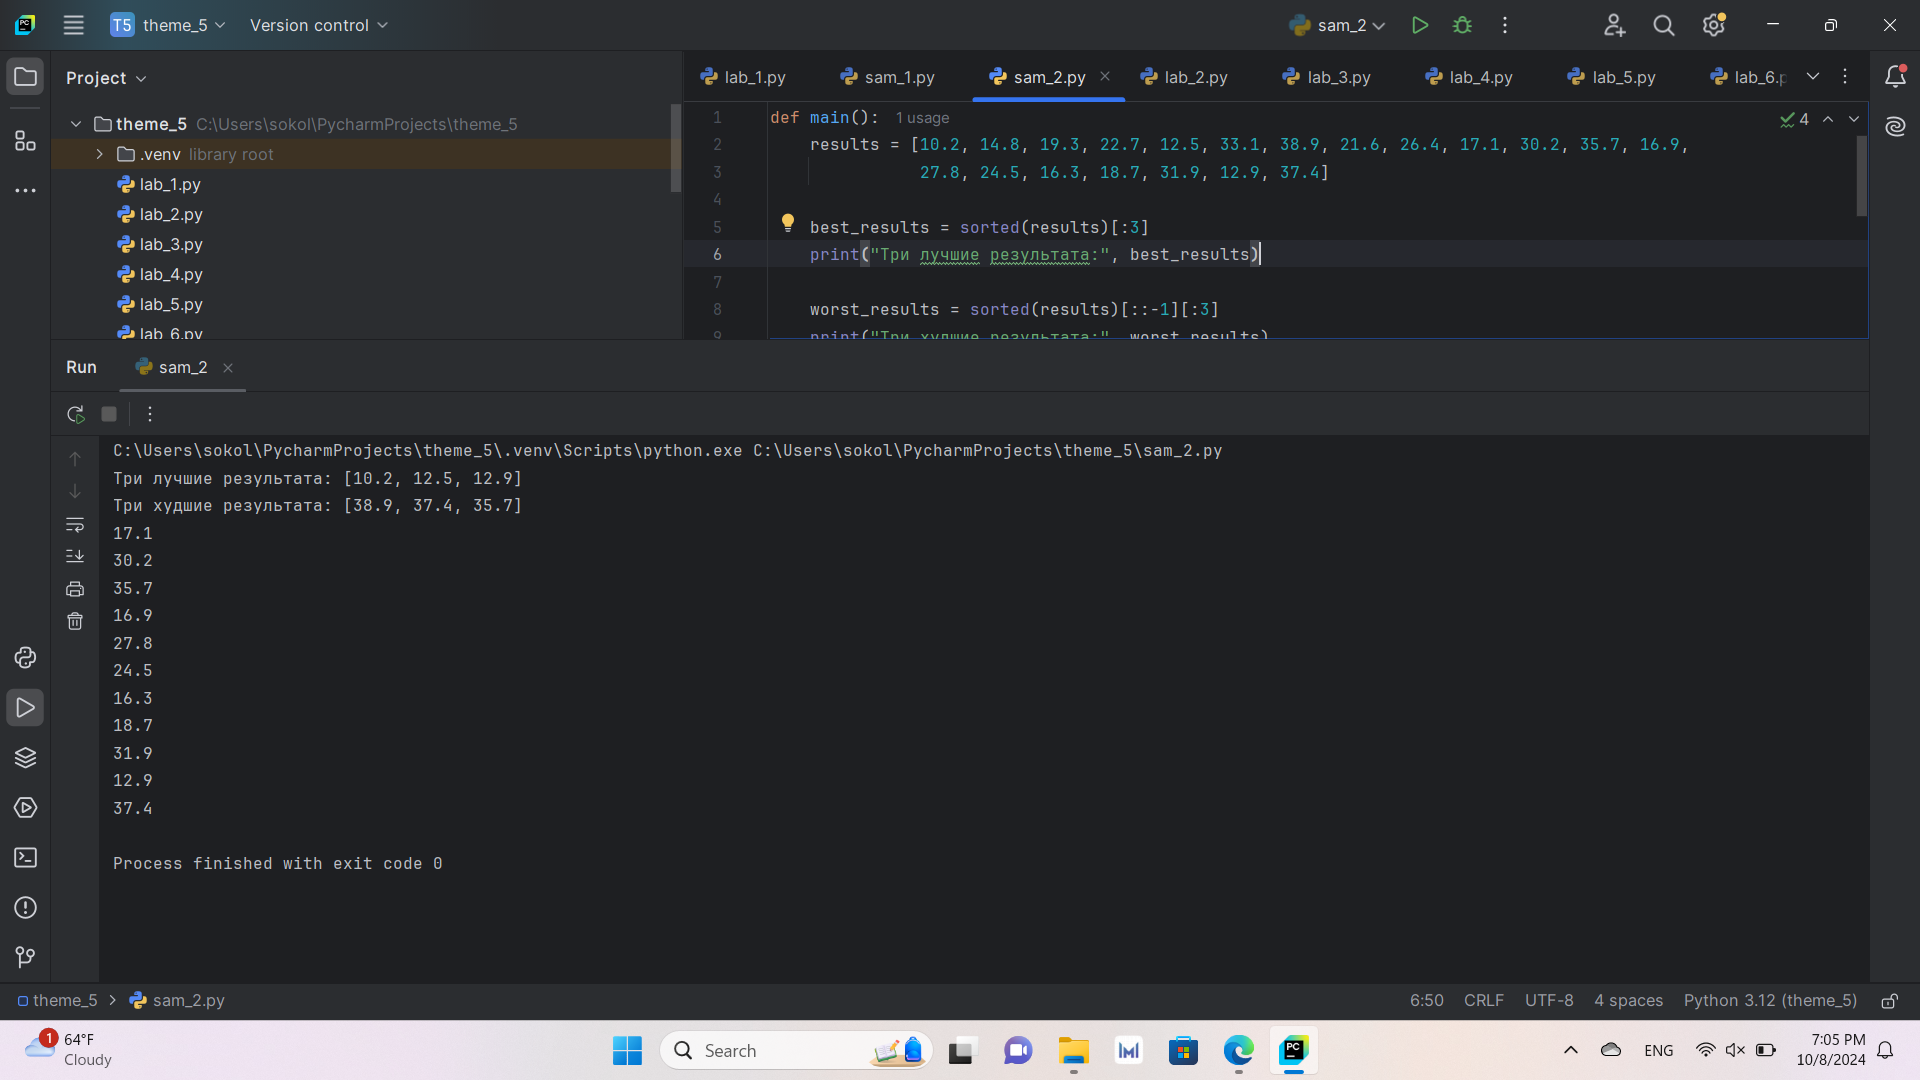 T5 theme_5 Version control sam_2
Project
lab_1.py sam_1.py sam_2.py lab_2.py lab_3.py lab_4.py lab_5.py lab_6.p
theme_5 C:\Users\sokol\PycharmProjects\theme_5
.venv library root
lab_1.py
lab_2.py
lab_3.py
lab_4.py
lab_5.py
lab_6.py
1 def main(): 1 usage
4
2 results = [10.2, 14.8, 19.3, 22.7, 12.5, 33.1, 38.9, 21.6, 26.4, 17.1, 30.2, 35.7, 16.9,
3 27.8, 24.5, 16.3, 18.7, 31.9, 12.9, 37.4]
4
5 best_results = sorted(results)[:3]
6 print("Три лучшие результата:", best_results)
7
8 worst_results = sorted(results)[::-1][:3]
9 print("Три худшие результата:", worst_results)
Run sam_2
C:\Users\sokol\PycharmProjects\theme_5\.venv\Scripts\python.exe C:\Users\sokol\PycharmProjects\theme_5\sam_2.py
Три лучшие результата: [10.2, 12.5, 12.9]
Три худшие результата: [38.9, 37.4, 35.7]
17.1
30.2
35.7
16.9
27.8
24.5
16.3
18.7
31.9
12.9
37.4
Process finished with exit code 0
theme_5 sam_2.py 6:50 CRLF UTF-8 4 spaces Python 3.12 (theme_5)
1 64°F
Cloudy
Search
PC
ENG
7:05 PM
10/8/2024